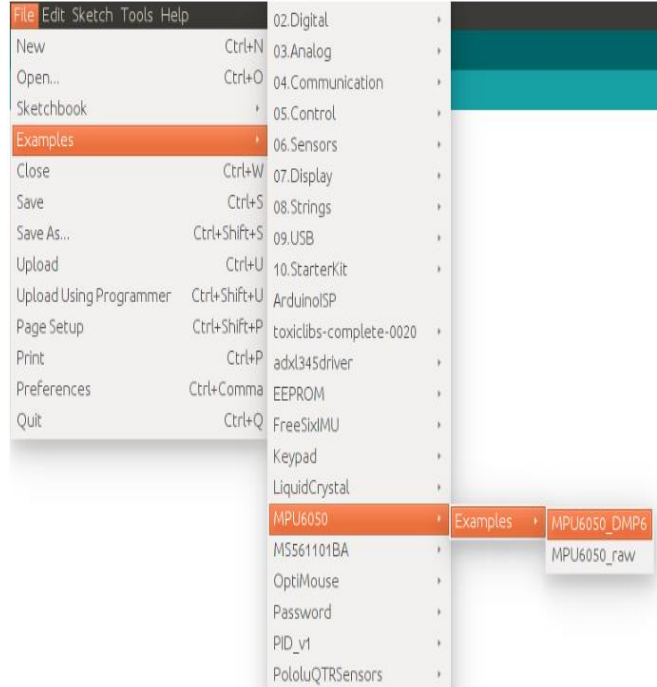 File Edit Sketch Tools Help
New Ctrl+N
Open... Ctrl+O
Sketchbook
Examples
Close Ctrl+W
Save Ctrl+S
Save As... Ctrl+Shift+S
Upload Ctrl+U
Upload Using Programmer Ctrl+Shift+U
Page Setup Ctrl+Shift+P
Print Ctrl+P
Preferences Ctrl+Comma
Quit Ctrl+Q
02.Digital
03.Analog
04.Communication
05.Control
06.Sensors
07.Display
08.Strings
09.USB
10.StarterKit
ArduinoISP
toxiclibs-complete-0020
adxl345driver
EEPROM
FreeSixIMU
Keypad
LiquidCrystal
MPU6050
MS561101BA
OptiMouse
Password
PID_v1
PololuQTRSensors
Examples
MPU6050_DMP6
MPU6050_raw